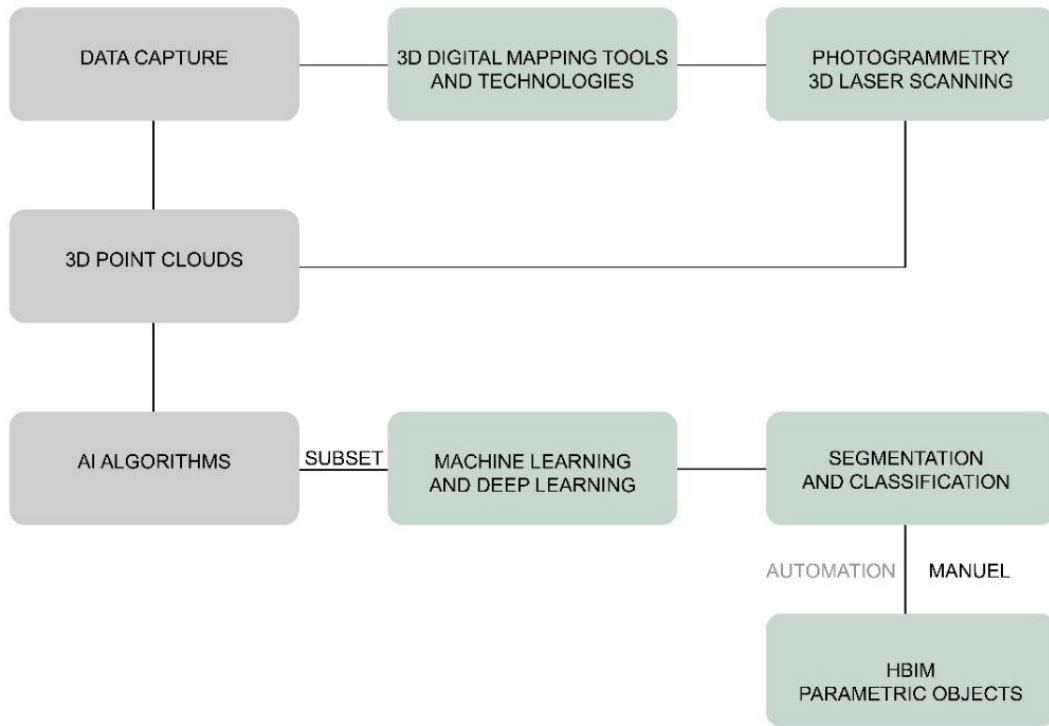 DATA CAPTURE
3D DIGITAL MAPPING TOOLS
AND TECHNOLOGIES
PHOTOGRAMMETRY
3D LASER SCANNING
3D POINT CLOUDS
AI ALGORITHMS
SUBSET
MACHINE LEARNING
AND DEEP LEARNING
SEGMENTATION
AND CLASSIFICATION
AUTOMATION
MANUEL
HBIM
PARAMETRIC OBJECTS